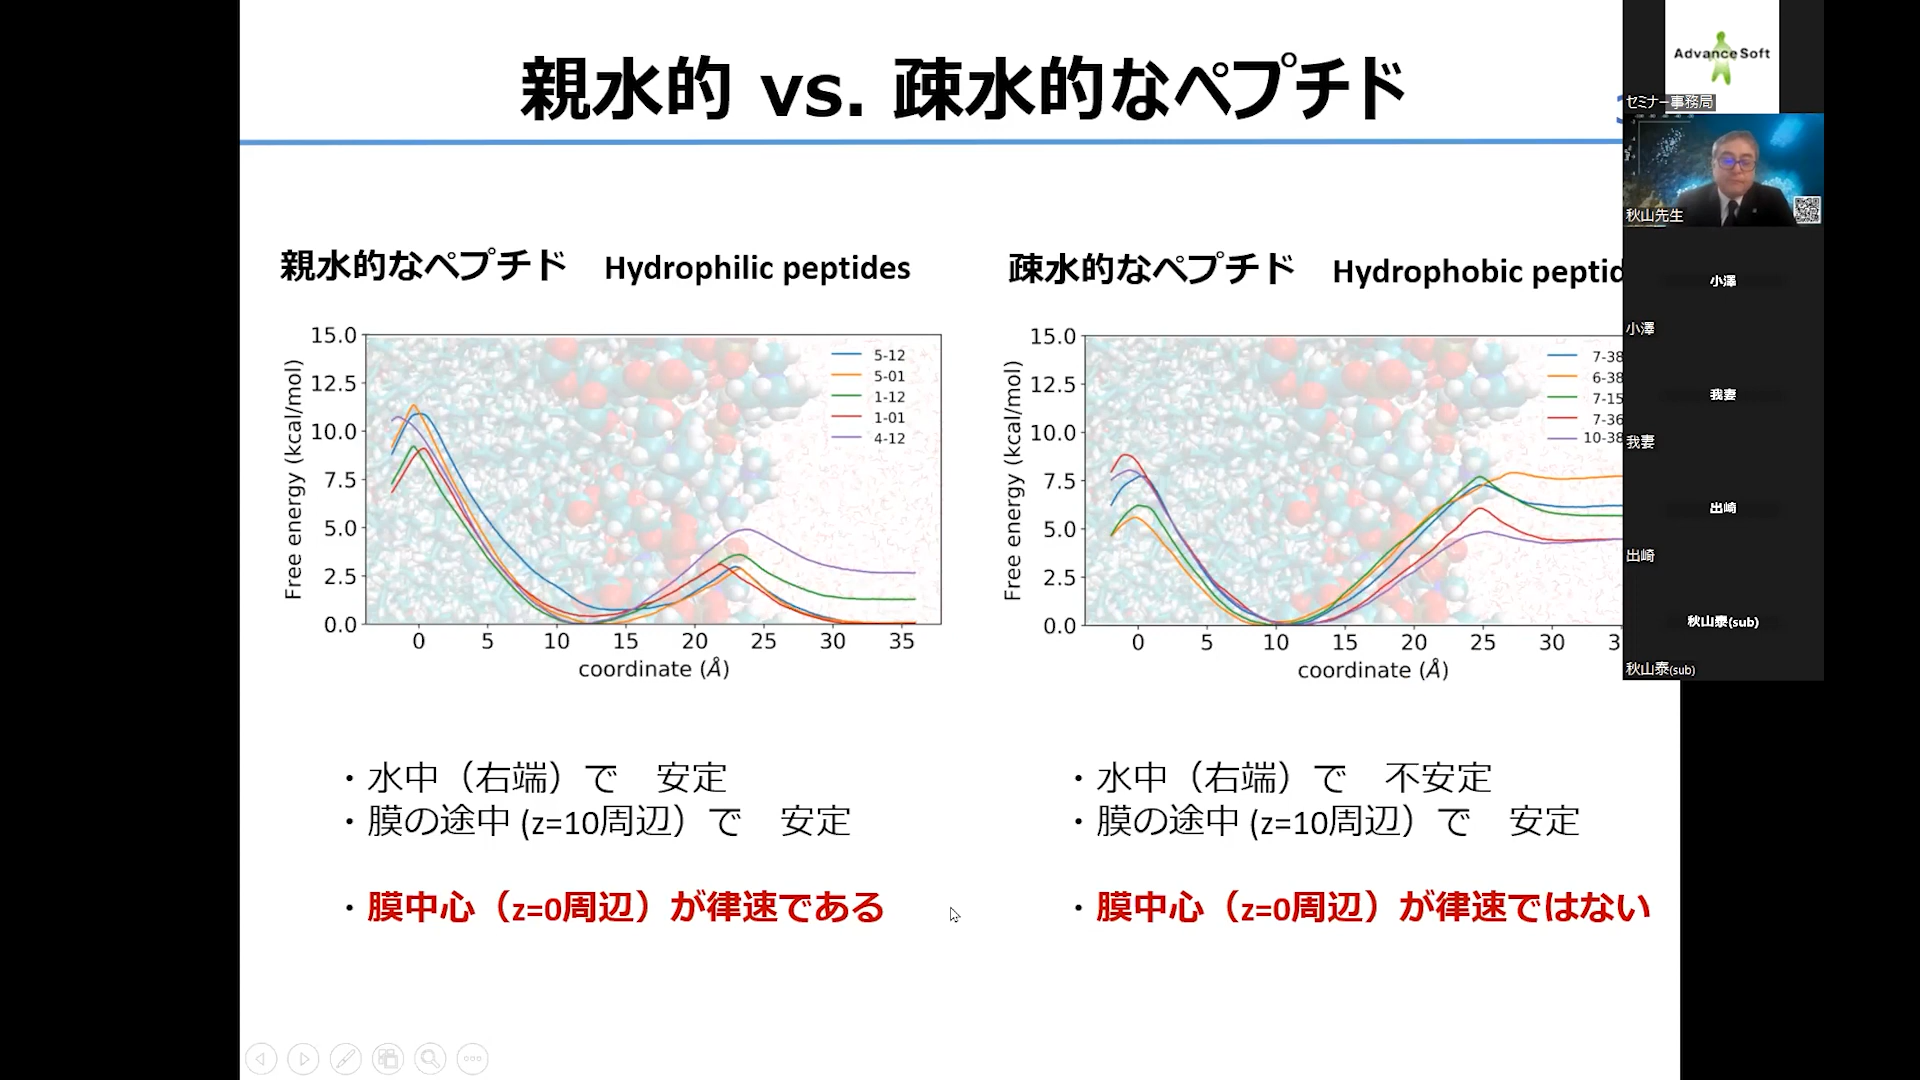 親水的 vs. 疎水的なペプチド
親水的なペプチド Hydrophilic peptides
15.0
12.5
10.0
7.5
5.0
2.5
0.0
Free energy (kcal/mol)
5-12
5-01
1-12
1-01
4-12
0 5 10 15 20 25 30 35
coordinate (Å)
・水中（右端）で 安定
・膜の途中 (z=10周辺）で 安定
・膜中心（z=0周辺）が律速である
疎水的なペプチド Hydrophobic peptid
15.0
12.5
10.0
7.5
5.0
2.5
0.0
Free energy (kcal/mol)
7-38
6-38
7-15
7-36
10-38
0 5 10 15 20 25 30 3
coordinate (Å)
・水中（右端）で 不安定
・膜の途中 (z=10周辺）で 安定
・膜中心（z=0周辺）が律速ではない
AdvanceSoft
セミナー事務局
秋山先生
小澤
小澤
我妻
我妻
出崎
出崎
秋山泰(sub)
秋山泰(sub)